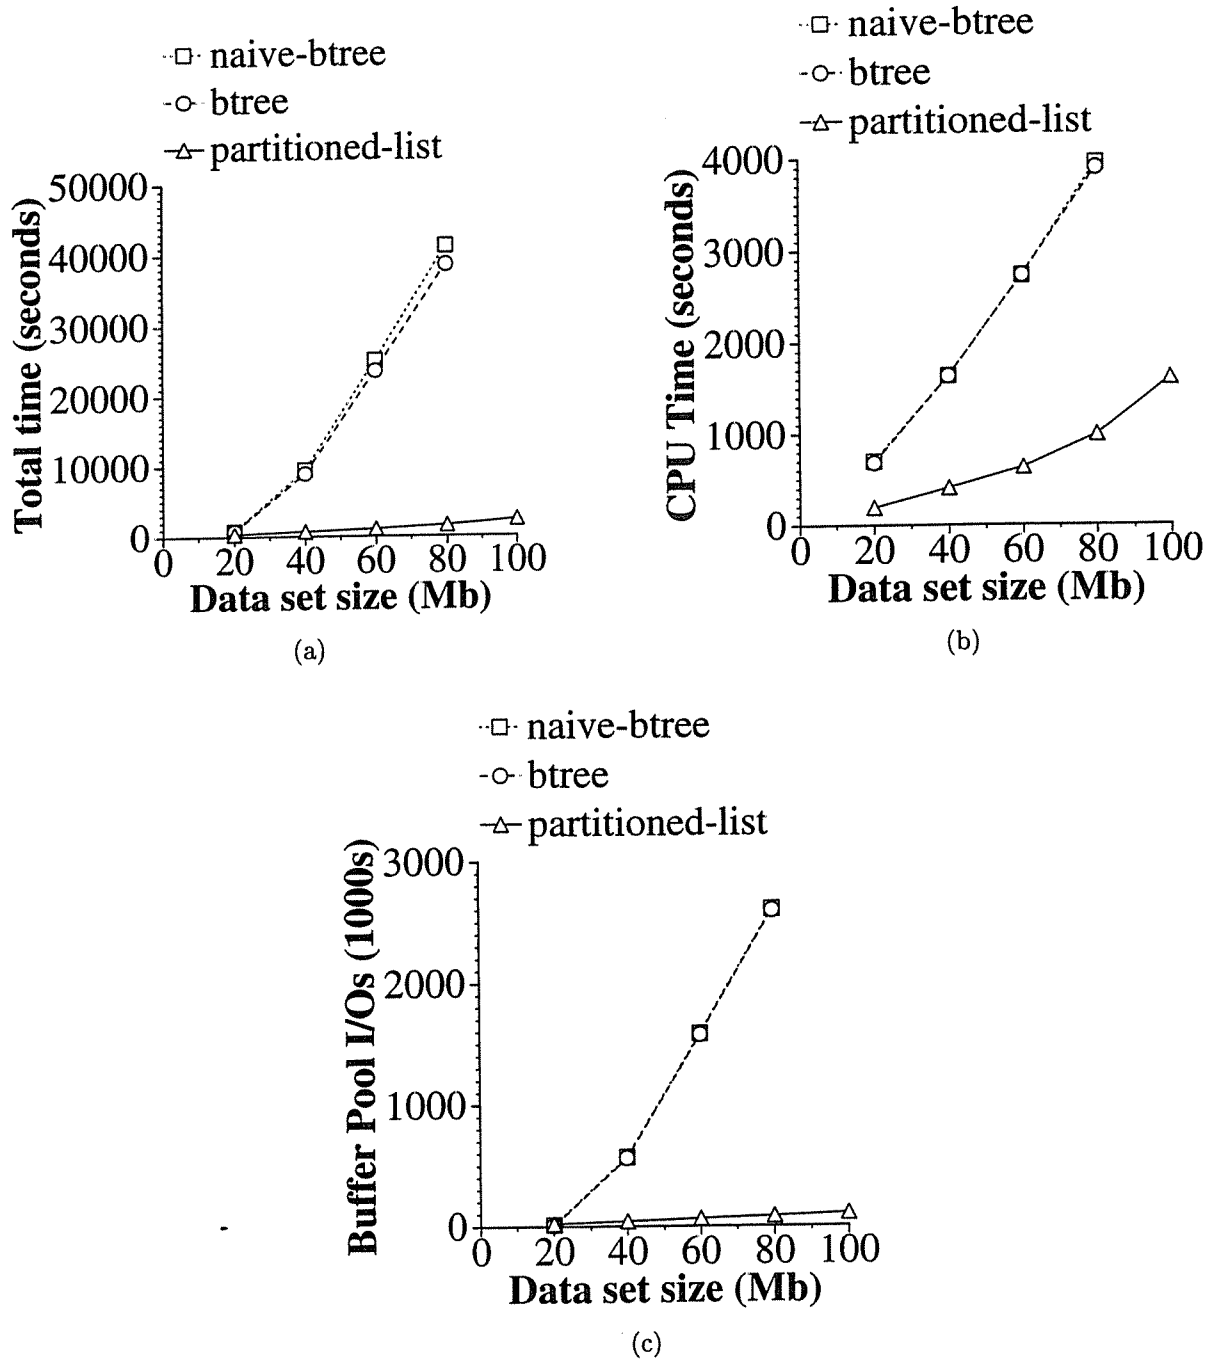 naive-btree
btree
partitioned-list
50000
40000
30000
20000
10000
0
Total time (seconds)
0 20 40 60 80 100
Data set size (Mb)
(a)
naive-btree
btree
partitioned-list
4000
3000
2000
1000
0
CPU Time (seconds)
0 20 40 60 80 100
Data set size (Mb)
(b)
naive-btree
btree
partitioned-list
3000
2000
1000
0
Buffer Pool I/Os (1000s)
0 20 40 60 80 100
Data set size (Mb)
(c)